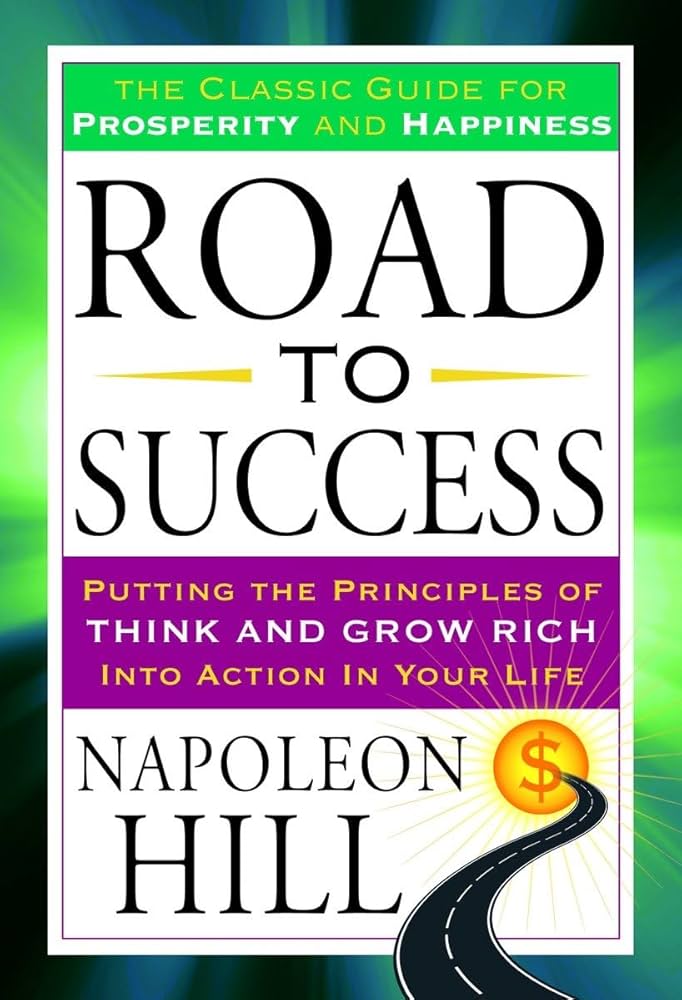 THE CLASSIC GUIDE FOR
PROSPERITY AND HAPPINESS
ROAD
TO
SUCCESS
PUTTING THE PRINCIPLES OF
THINK AND GROW RICH
INTO ACTION IN YOUR LIFE
NAPOLEON
HILL
$